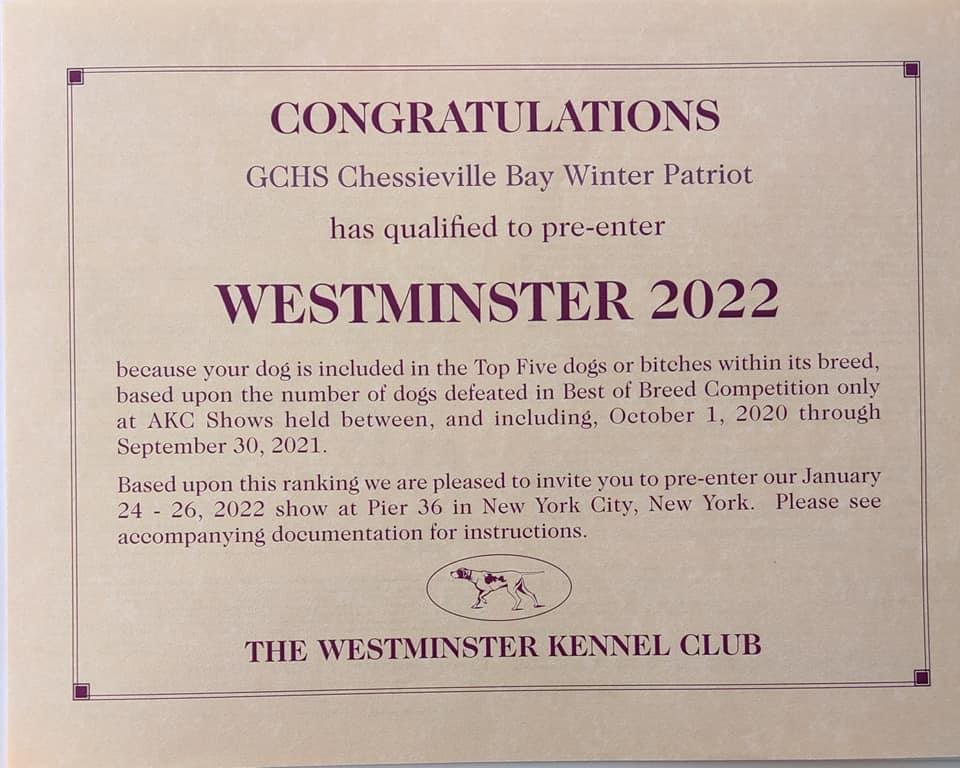 CONGRATULATIONS
GCHS Chessieville Bay Winter Patriot
has qualified to pre-enter
WESTMINSTER 2022
because your dog is included in the Top Five dogs or bitches within its breed,
based upon the number of dogs defeated in Best of Breed Competition only
at AKC Shows held between, and including, October 1, 2020 through
September 30, 2021.
Based upon this ranking we are pleased to invite you to pre-enter our January
24 - 26, 2022 show at Pier 36 in New York City, New York. Please see
accompanying documentation for instructions.
THE WESTMINSTER KENNEL CLUB